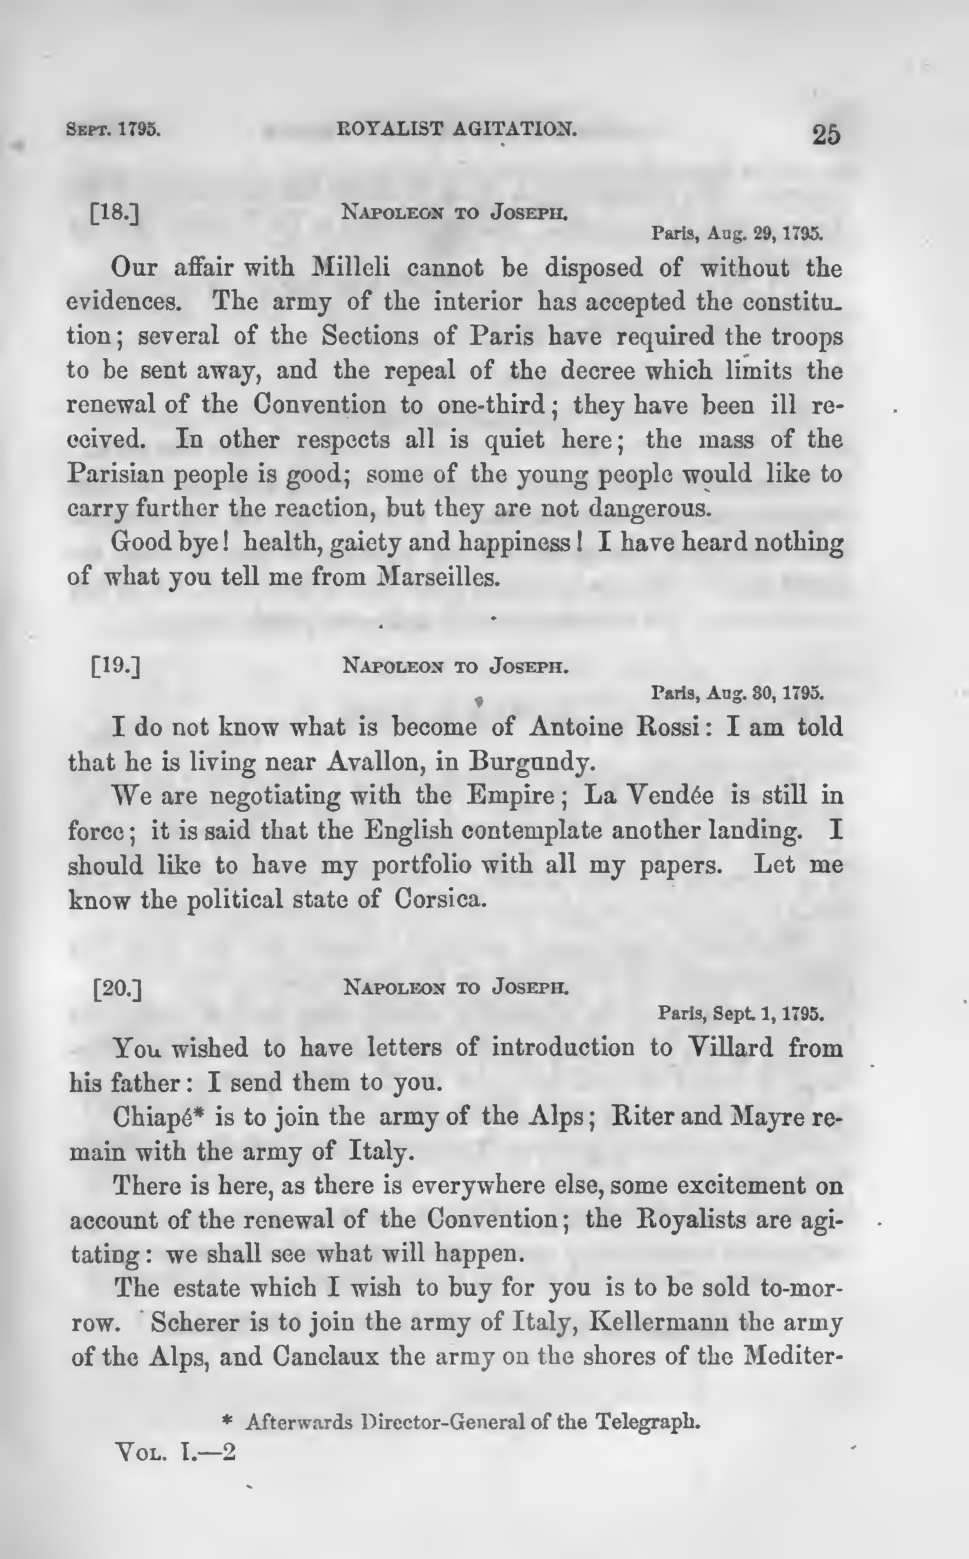 SEPT. 1795.
ROYALIST AGITATION.
25
[18.]
NAPOLEON TO JOSEPH.
Paris, Aug. 29, 1795.
Our affair with Milleli cannot be disposed of without the
evidences. The army of the interior has accepted the constitu-
tion; several of the Sections of Paris have required the troops
to be sent away, and the repeal of the decree which limits the
renewal of the Convention to one-third; they have been ill re-
ceived. In other respects all is quiet here; the mass of the
Parisian people is good; some of the young people would like to
carry further the reaction, but they are not dangerous.
Good bye! health, gaiety and happiness! I have heard nothing
of what you tell me from Marseilles.
[19.]
NAPOLEON TO JOSEPH.
Paris, Aug. 30, 1795.
I do not know what is become of Antoine Rossi: I am told
that he is living near Avallon, in Burgundy.
We are negotiating with the Empire; La Vendée is still in
force; it is said that the English contemplate another landing. I
should like to have my portfolio with all my papers. Let me
know the political state of Corsica.
[20.]
NAPOLEON TO JOSEPH.
Paris, Sept. 1, 1795.
You wished to have letters of introduction to Villard from
his father: I send them to you.
Chiapé* is to join the army of the Alps; Riter and Mayre re-
main with the army of Italy.
There is here, as there is everywhere else, some excitement on
account of the renewal of the Convention; the Royalists are agi-
tating: we shall see what will happen.
The estate which I wish to buy for you is to be sold to-mor-
row. Scherer is to join the army of Italy, Kellermann the army
of the Alps, and Canclaux the army on the shores of the Mediter-
* Afterwards Director-General of the Telegraph.
VOL. I.—2